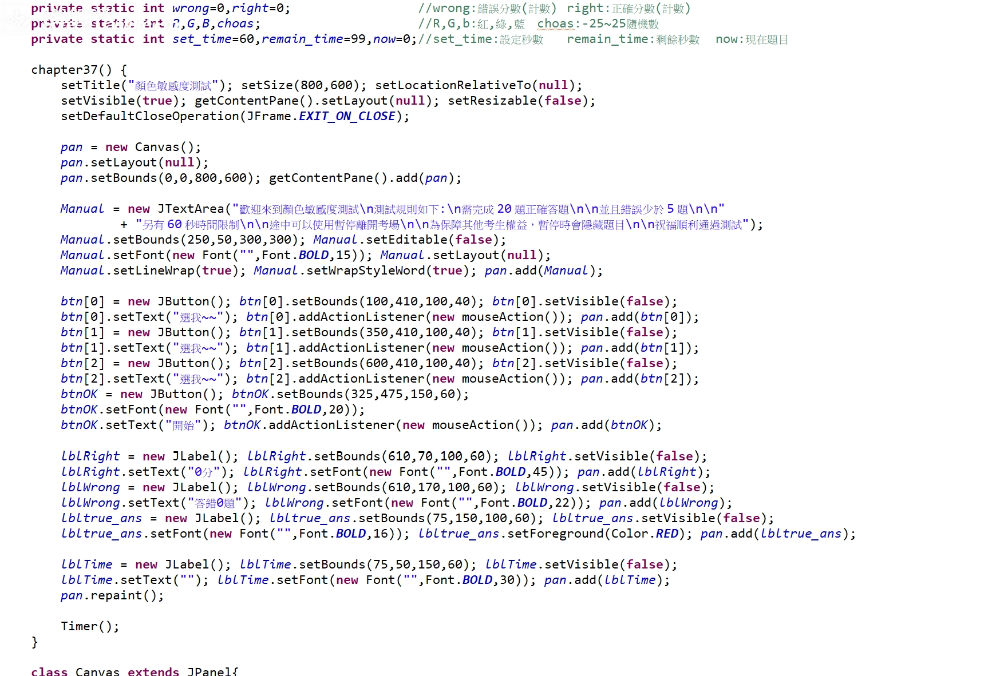 private static int wrong=0,right=0; //wrong:錯誤分數(計數) right:正確分數(計數)
private static int R,G,B,choas; //R,G,b:紅,綠,藍 choas:-25~25隨機數
private static int set_time=60,remain_time=99,now=0;//set_time:設定秒數 remain_time:剩餘秒數 now:現在題目
chapter37() {
setTitle("顏色敏感度測試"); setSize(800,600); setLocationRelativeTo(null);
setVisible(true); getContentPane().setLayout(null); setResizable(false);
setDefaultCloseOperation(JFrame.EXIT_ON_CLOSE);
pan = new Canvas();
pan.setLayout(null);
pan.setBounds(0,0,800,600); getContentPane().add(pan);
Manual = new JTextArea("歡迎來到顏色敏感度測試\n測試規則如下:\n需完成 20 題正確答題\n\n並且錯誤少於 5 題\n\n"
+ "另有 60 秒時間限制\n\n途中可以使用暫停離開考場\n\n為保障其他考生權益，暫停時會隱藏題目\n\n祝福順利通過測試");
Manual.setBounds(250,50,300,300); Manual.setEditable(false);
Manual.setFont(new Font("",Font.BOLD,15)); Manual.setLayout(null);
Manual.setLineWrap(true); Manual.setWrapStyleWord(true); pan.add(Manual);
btn[0] = new JButton(); btn[0].setBounds(100,410,100,40); btn[0].setVisible(false);
btn[0].setText("選我~~"); btn[0].addActionListener(new mouseAction()); pan.add(btn[0]);
btn[1] = new JButton(); btn[1].setBounds(350,410,100,40); btn[1].setVisible(false);
btn[1].setText("選我~~"); btn[1].addActionListener(new mouseAction()); pan.add(btn[1]);
btn[2] = new JButton(); btn[2].setBounds(600,410,100,40); btn[2].setVisible(false);
btn[2].setText("選我~~"); btn[2].addActionListener(new mouseAction()); pan.add(btn[2]);
btnOK = new JButton(); btnOK.setBounds(325,475,150,60);
btnOK.setFont(new Font("",Font.BOLD,20));
btnOK.setText("開始"); btnOK.addActionListener(new mouseAction()); pan.add(btnOK);
lblRight = new JLabel(); lblRight.setBounds(610,70,100,60); lblRight.setVisible(false);
lblRight.setText("0分"); lblRight.setFont(new Font("",Font.BOLD,45)); pan.add(lblRight);
lblWrong = new JLabel(); lblWrong.setBounds(610,170,100,60); lblWrong.setVisible(false);
lblWrong.setText("答錯0題"); lblWrong.setFont(new Font("",Font.BOLD,22)); pan.add(lblWrong);
lbltrue_ans = new JLabel(); lbltrue_ans.setBounds(75,150,100,60); lbltrue_ans.setVisible(false);
lbltrue_ans.setFont(new Font("",Font.BOLD,16)); lbltrue_ans.setForeground(Color.RED); pan.add(lbltrue_ans);
lblTime = new JLabel(); lblTime.setBounds(75,50,150,60); lblTime.setVisible(false);
lblTime.setText(""); lblTime.setFont(new Font("",Font.BOLD,30)); pan.add(lblTime);
pan.repaint();
Timer();
}
class Canvas extends JPanel{